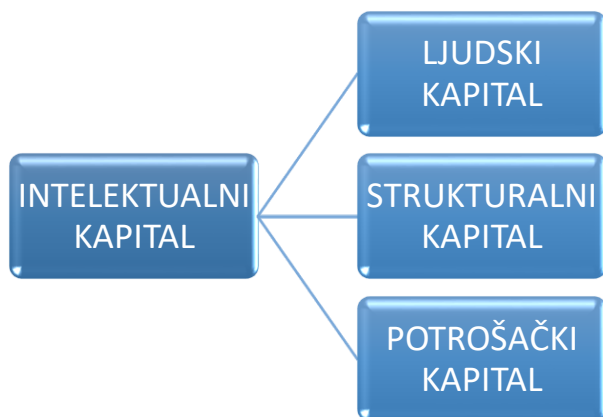 LJUDSKI
KAPITAL
INTELEKTUALNI
KAPITAL
STRUKTURALNI
KAPITAL
POTROŠAČKI
KAPITAL